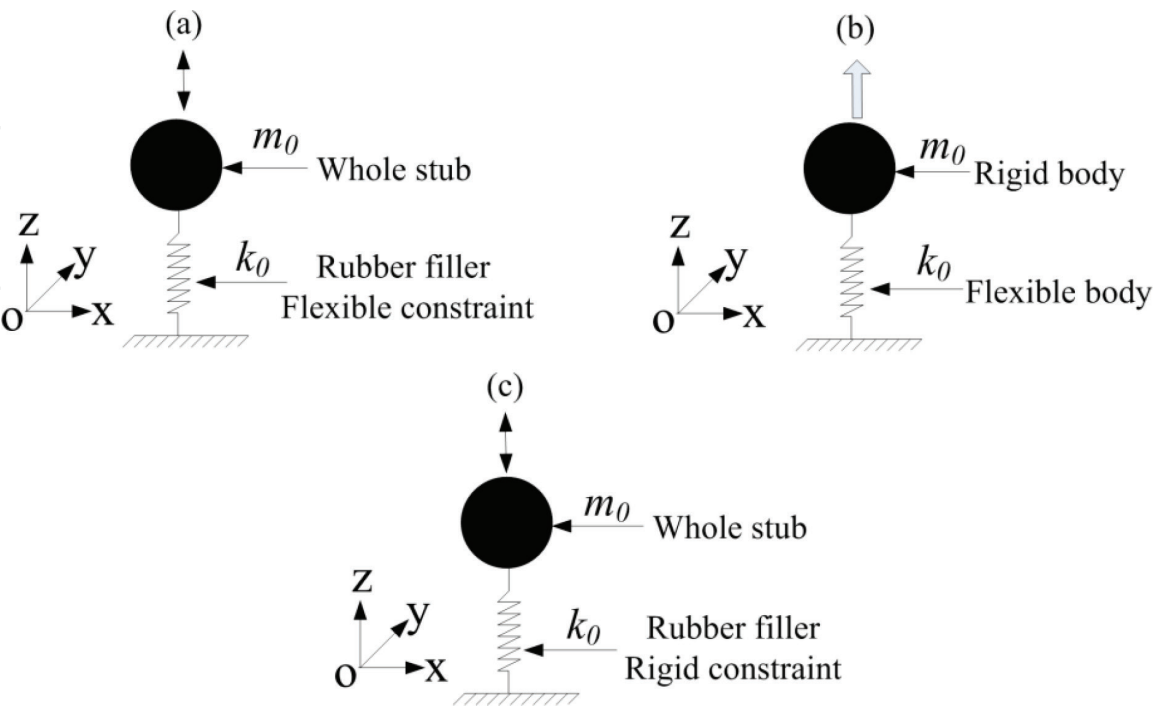 (a)
m₀
Whole stub
z
y
k₀
Rubber filler
Flexible constraint
o
x
(b)
m₀
Rigid body
z
y
k₀
Flexible body
o
x
(c)
m₀
Whole stub
z
y
k₀
Rubber filler
Rigid constraint
o
x